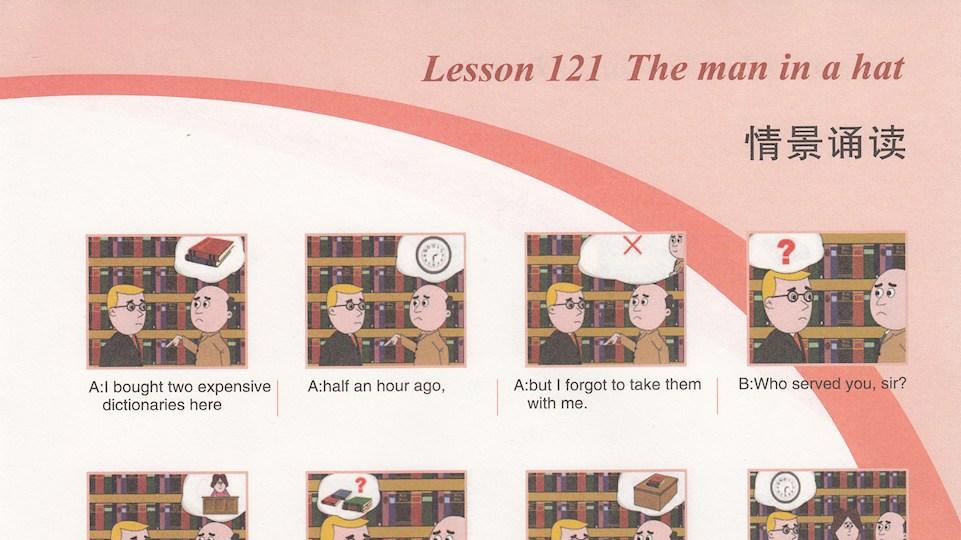 Lesson 121 The man in a hat
情景诵读
A:I bought two expensive
dictionaries here
A:half an hour ago,
A:but I forgot to take them
with me.
B:Who served you, sir?